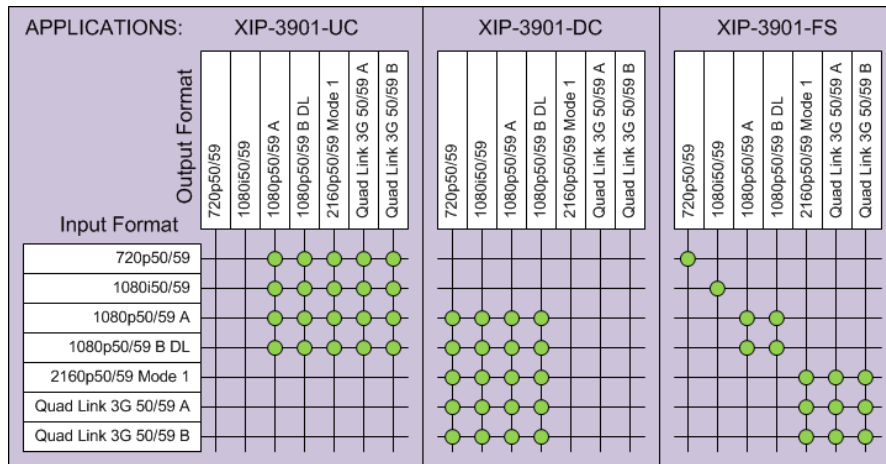 APPLICATIONS:
XIP-3901-UC
XIP-3901-DC
XIP-3901-FS
Output Format
720p50/59
1080i50/59
1080p50/59 A
1080p50/59 B DL
2160p50/59 Mode 1
Quad Link 3G 50/59 A
Quad Link 3G 50/59 B
720p50/59
1080i50/59
1080p50/59 A
1080p50/59 B DL
2160p50/59 Mode 1
Quad Link 3G 50/59 A
Quad Link 3G 50/59 B
720p50/59
1080i50/59
1080p50/59 A
1080p50/59 B DL
2160p50/59 Mode 1
Quad Link 3G 50/59 A
Quad Link 3G 50/59 B
Input Format
720p50/59
1080i50/59
1080p50/59 A
1080p50/59 B DL
2160p50/59 Mode 1
Quad Link 3G 50/59 A
Quad Link 3G 50/59 B